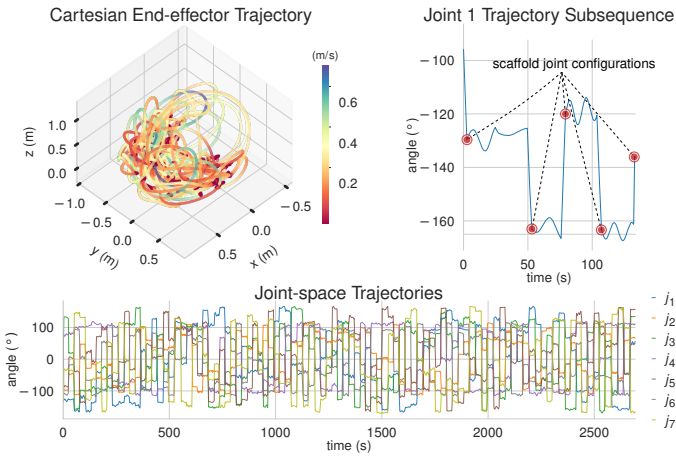 Cartesian End-effector Trajectory
(m/s)
0.6
0.4
0.2
z (m)
1.0
0.5
0.0
−1.0
−0.5
0.0
0.5
y (m)
−0.5
0.0
0.5
x (m)
Joint 1 Trajectory Subsequence
scaffold joint configurations
angle (°)
−100
−120
−140
−160
0
50
100
time (s)
Joint-space Trajectories
angle (°)
100
0
−100
0
500
1000
1500
2000
2500
time (s)
j1
j2
j3
j4
j5
j6
j7